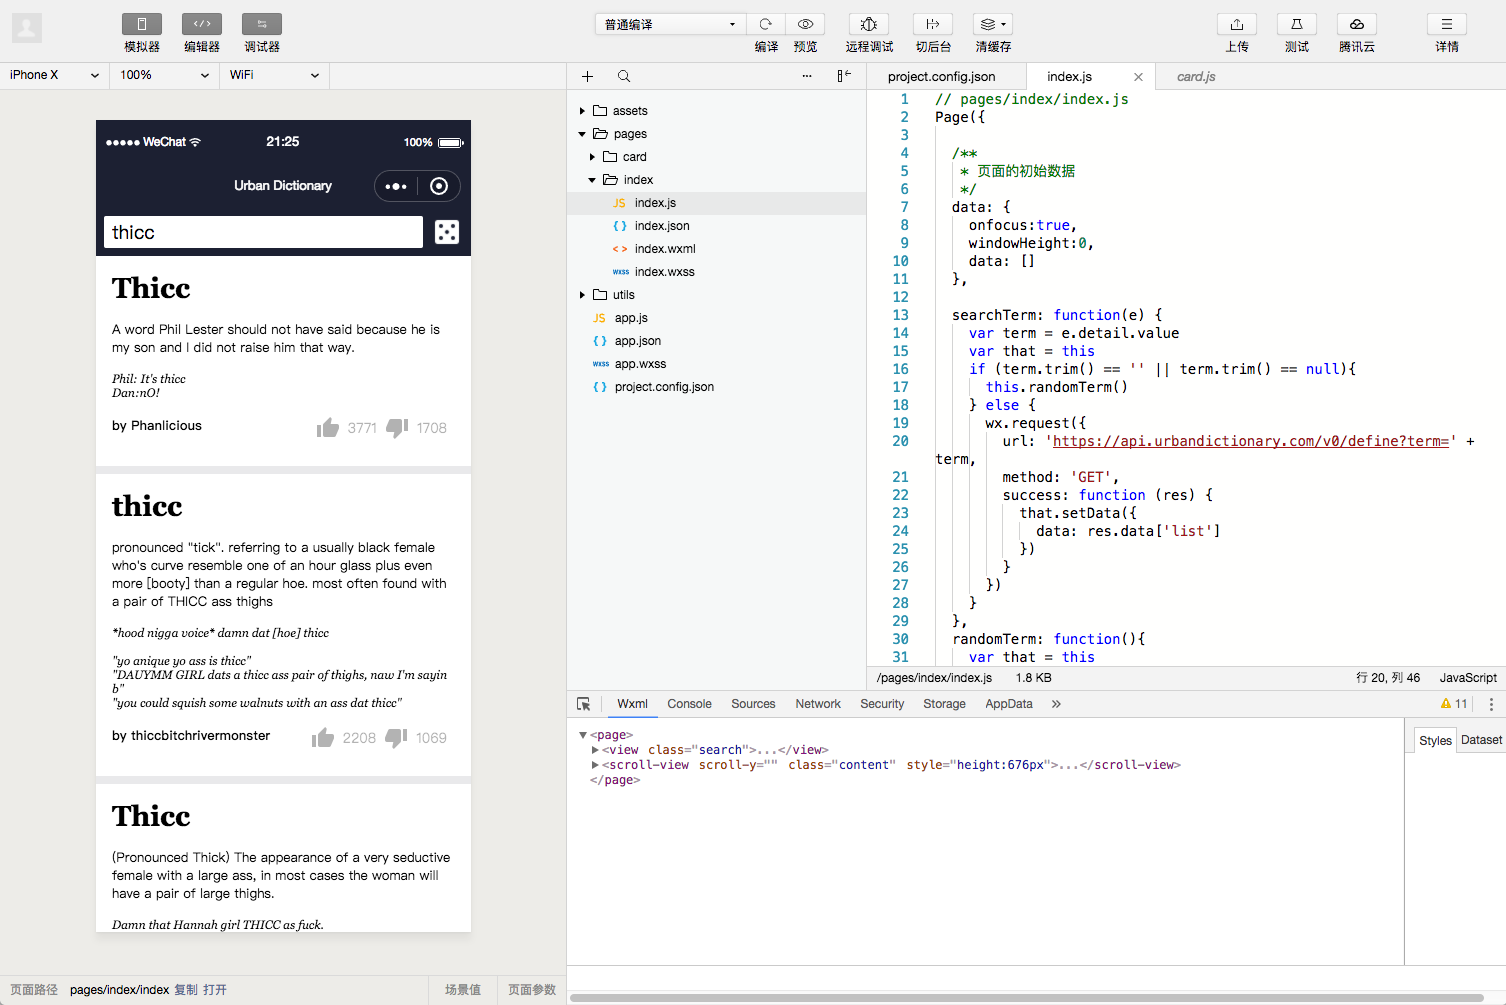 模拟器 编辑器 调试器
普通编译
编译 预览 远程调试 切后台 清缓存
上传 测试 腾讯云 详情
iPhone X 100% WiFi
WeChat 21:25 100%
Urban Dictionary
thicc
Thicc
A word Phil Lester should not have said because he is
my son and I did not raise him that way.
Phil: It's thicc
Dan:nO!
by Phanlicious 3771 1708
thicc
pronounced "tick". referring to a usually black female
who's curve resemble one of an hour glass plus even
more [booty] than a regular hoe. most often found with
a pair of THICC ass thighs
*hood nigga voice* damn dat [hoe] thicc
"yo anique yo ass is thicc"
"DAUYMM GIRL dats a thicc ass pair of thighs, naw I'm sayin
b"
"you could squish some walnuts with an ass dat thicc"
by thiccbitchrivermonster 2208 1069
Thicc
(Pronounced Thick) The appearance of a very seductive
female with a large ass, in most cases the woman will
have a pair of large thighs.
Damn that Hannah girl THICC as fuck.
页面路径 pages/index/index 复制 打开 场景值 页面参数
assets
pages
card
index
JS index.js
{ } index.json
< > index.wxml
wxss index.wxss
utils
JS app.js
{ } app.json
wxss app.wxss
{ } project.config.json
project.config.json index.js card.js
1 // pages/index/index.js
2 Page({
3
4 /**
5 * 页面的初始数据
6 */
7 data: {
8 onfocus:true,
9 windowHeight:0,
10 data: []
11 },
12
13 searchTerm: function(e) {
14 var term = e.detail.value
15 var that = this
16 if (term.trim() == '' || term.trim() == null){
17 this.randomTerm()
18 } else {
19 wx.request({
20 url: 'https://api.urbandictionary.com/v0/define?term=' +
term,
21 method: 'GET',
22 success: function (res) {
23 that.setData({
24 data: res.data['list']
25 })
26 }
27 })
28 }
29 },
30 randomTerm: function(){
31 var that = this
/pages/index/index.js 1.8 KB 行 20, 列 46 JavaScript
Wxml Console Sources Network Security Storage AppData » 11
<page>
<view class="search">...</view>
<scroll-view scroll-y="" class="content" style="height:676px">...</scroll-view>
</page>
Styles Dataset